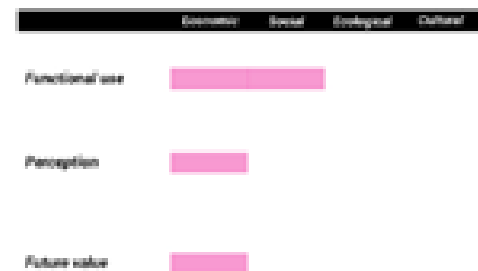 Economic Social Ecological Cultural
Functional use
Perception
Future value